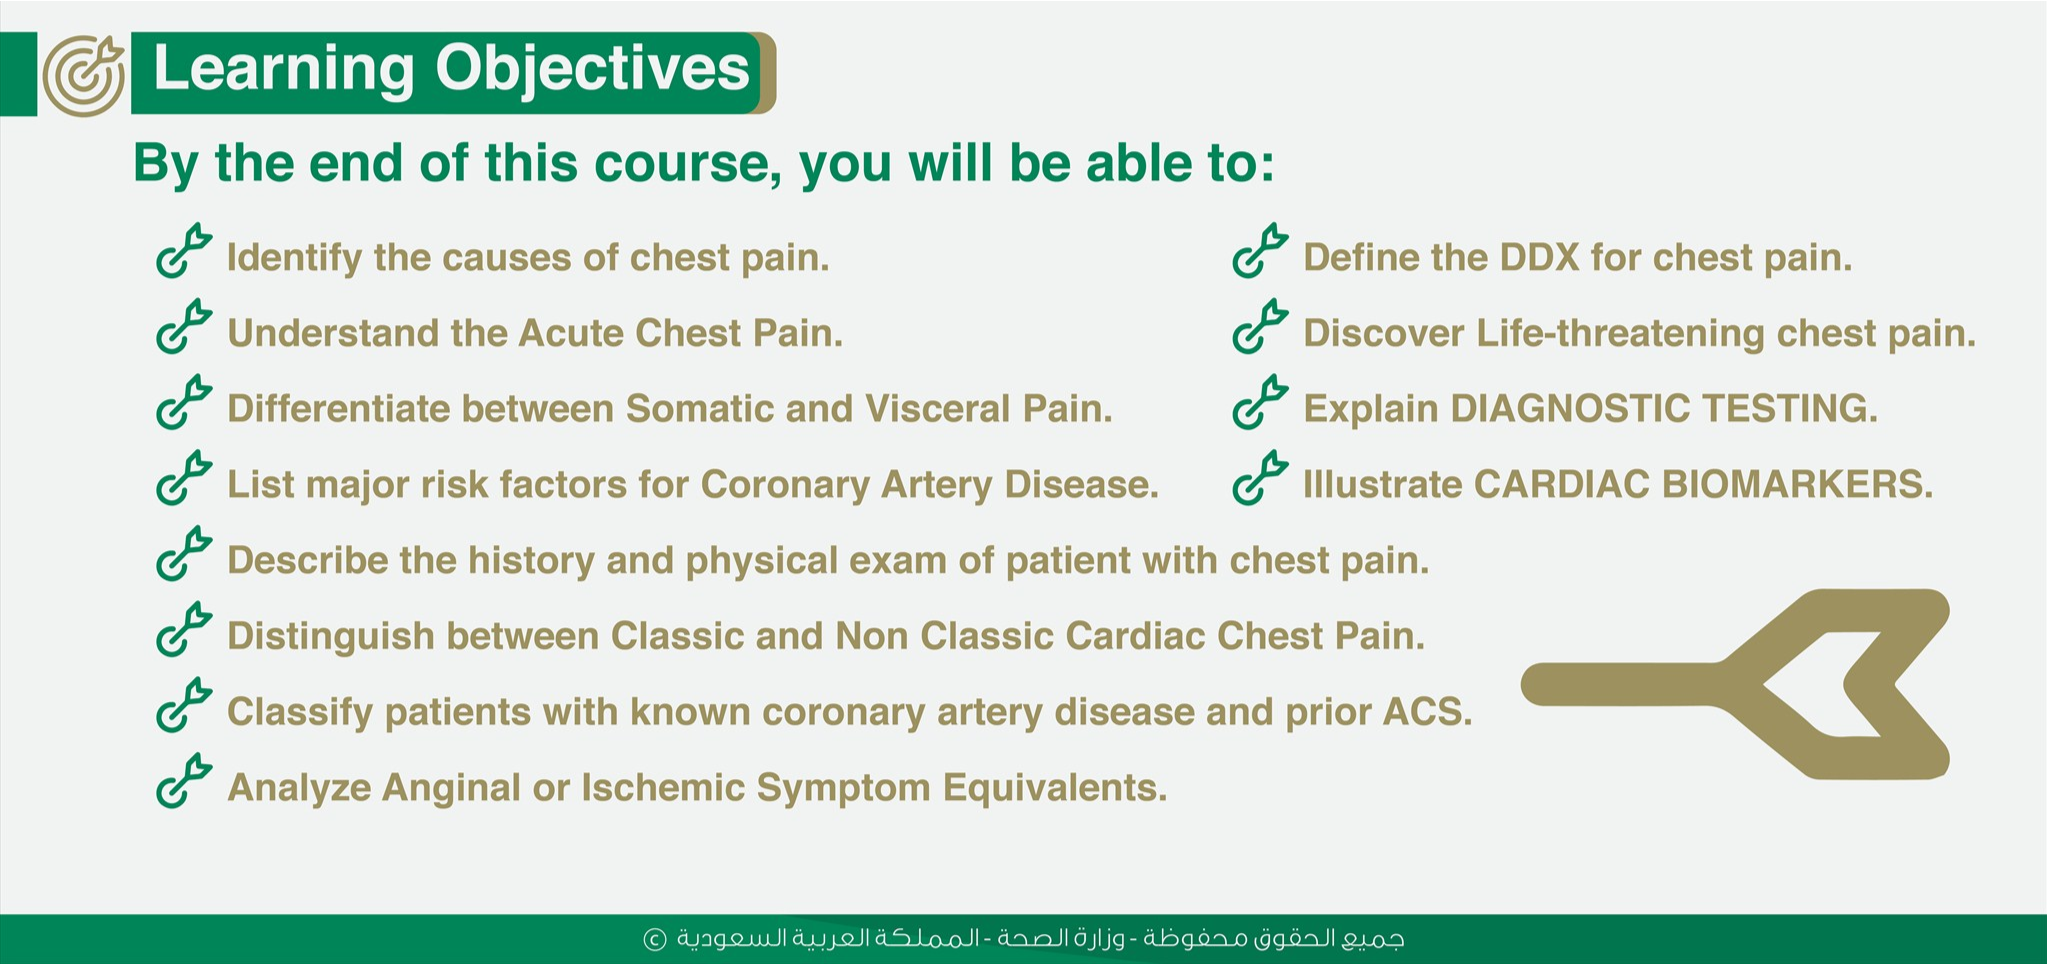 Learning Objectives
By the end of this course, you will be able to:
Identify the causes of chest pain.
Understand the Acute Chest Pain.
Differentiate between Somatic and Visceral Pain.
List major risk factors for Coronary Artery Disease.
Describe the history and physical exam of patient with chest pain.
Distinguish between Classic and Non Classic Cardiac Chest Pain.
Classify patients with known coronary artery disease and prior ACS.
Analyze Anginal or Ischemic Symptom Equivalents.
Define the DDX for chest pain.
Discover Life-threatening chest pain.
Explain DIAGNOSTIC TESTING.
Illustrate CARDIAC BIOMARKERS.
جميع الحقوق محفوظة - وزارة الصحة - المملكة العربية السعودية ©